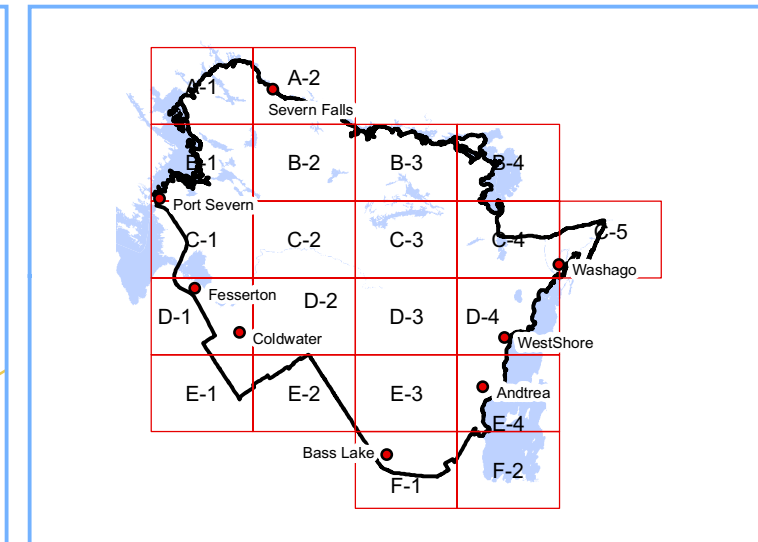 A-1
A-2
Severn Falls
B-1
B-2
B-3
B-4
Port Severn
C-1
C-2
C-3
C-4
C-5
Washago
Fesserton
D-1
D-2
D-3
D-4
Coldwater
WestShore
E-1
E-2
E-3
Andtrea
E-4
Bass Lake
F-1
F-2